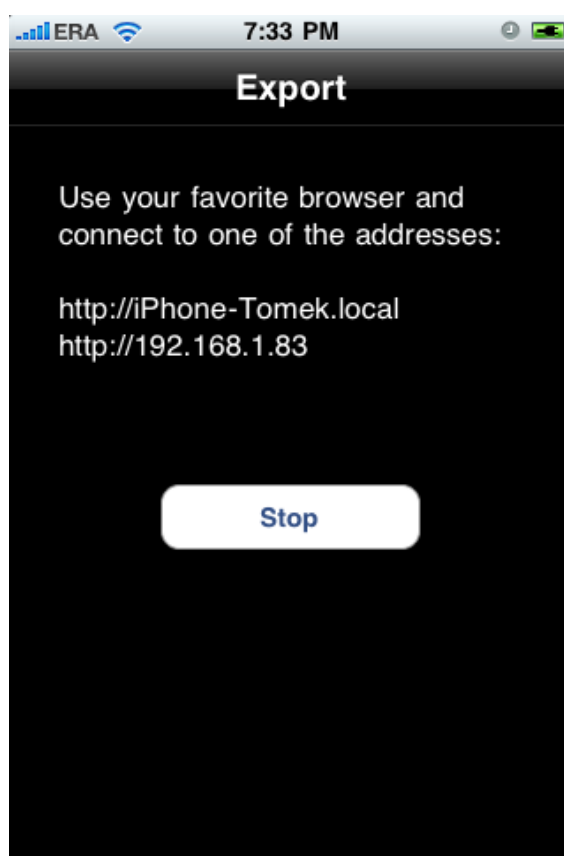 ERA 7:33 PM
Export
Use your favorite browser and
connect to one of the addresses:
http://iPhone-Tomek.local
http://192.168.1.83
Stop